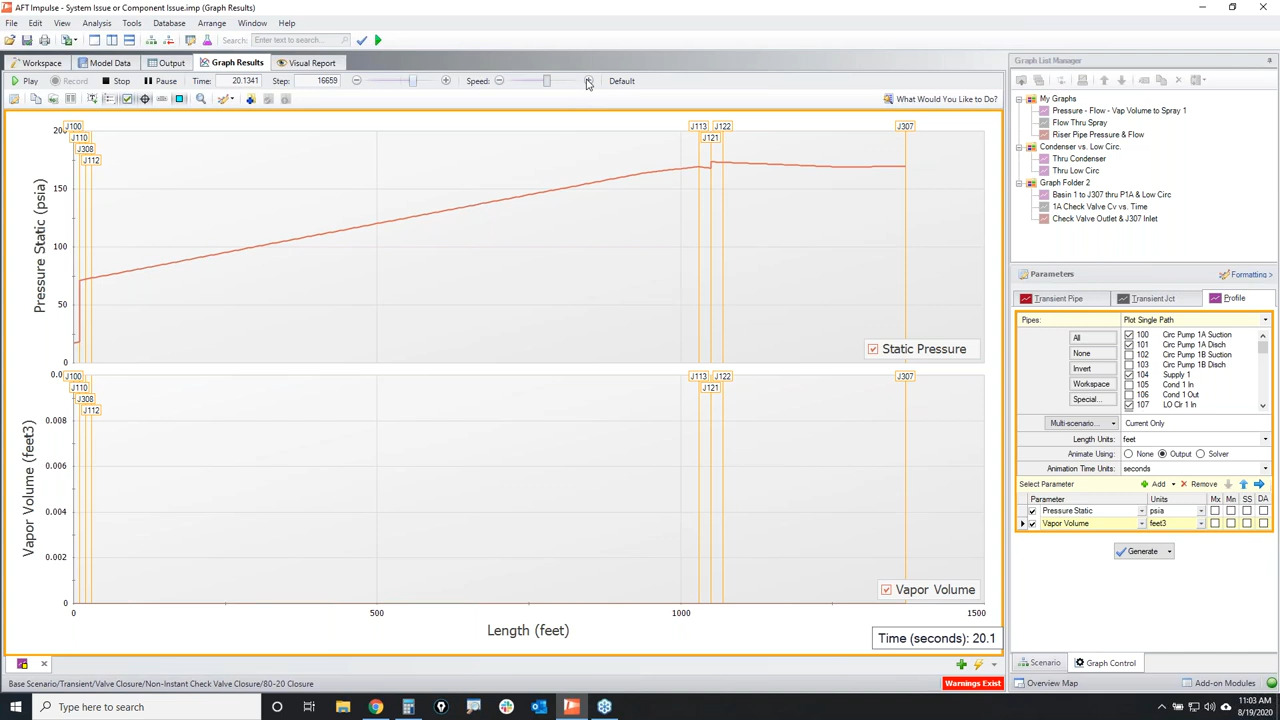 AFT Impulse - System Issue or Component Issue.imp (Graph Results)
File Edit View Analysis Tools Database Arrange Window Help
Search: Enter text to search...
Workspace Model Data Output Graph Results Visual Report
Play Record Stop Pause Time: 20.1341 Step: 16659 Speed: Default
What Would You Like to Do?
J100
J110
J308
J112
J113
J122
J121
J307
Pressure Static (psia)
150
100
50
0
Static Pressure
J100
J110
J308
J112
J113
J122
J121
J307
Vapor Volume (feet3)
0.008
0.006
0.004
0.002
0
Vapor Volume
0 500 1000 1500
Length (feet)
Time (seconds): 20.1
Base Scenario/Transient/Valve Closure/Non-Instant Check Valve Closure/80-20 Closure
Warnings Exist
Graph List Manager
My Graphs
Pressure - Flow - Vap Volume to Spray 1
Flow Thru Spray
Riser Pipe Pressure & Flow
Condenser vs. Low Circ.
Thru Condenser
Thru Low Circ
Graph Folder 2
Basin 1 to J307 thru P1A & Low Circ
1A Check Valve Cv vs. Time
Check Valve Outlet & J307 Inlet
Parameters Formatting >
Transient Pipe Transient Jct Profile
Pipes: Plot Single Path
All
None
Invert
Workspace
Special...
100 Circ Pump 1A Suction
101 Circ Pump 1A Disch
102 Circ Pump 1B Suction
103 Circ Pump 1B Disch
104 Supply 1
105 Cond 1 In
106 Cond 1 Out
107 LO Clr 1 In
Multi-scenario... Current Only
Length Units: feet
Animate Using: None Output Solver
Animation Time Units: seconds
Select Parameter Add Remove
Parameter Units Mx Mn SS DA
Pressure Static psia
Vapor Volume feet3
Generate
Scenario Graph Control
Overview Map Add-on Modules
Type here to search
11:03 AM
8/19/2020